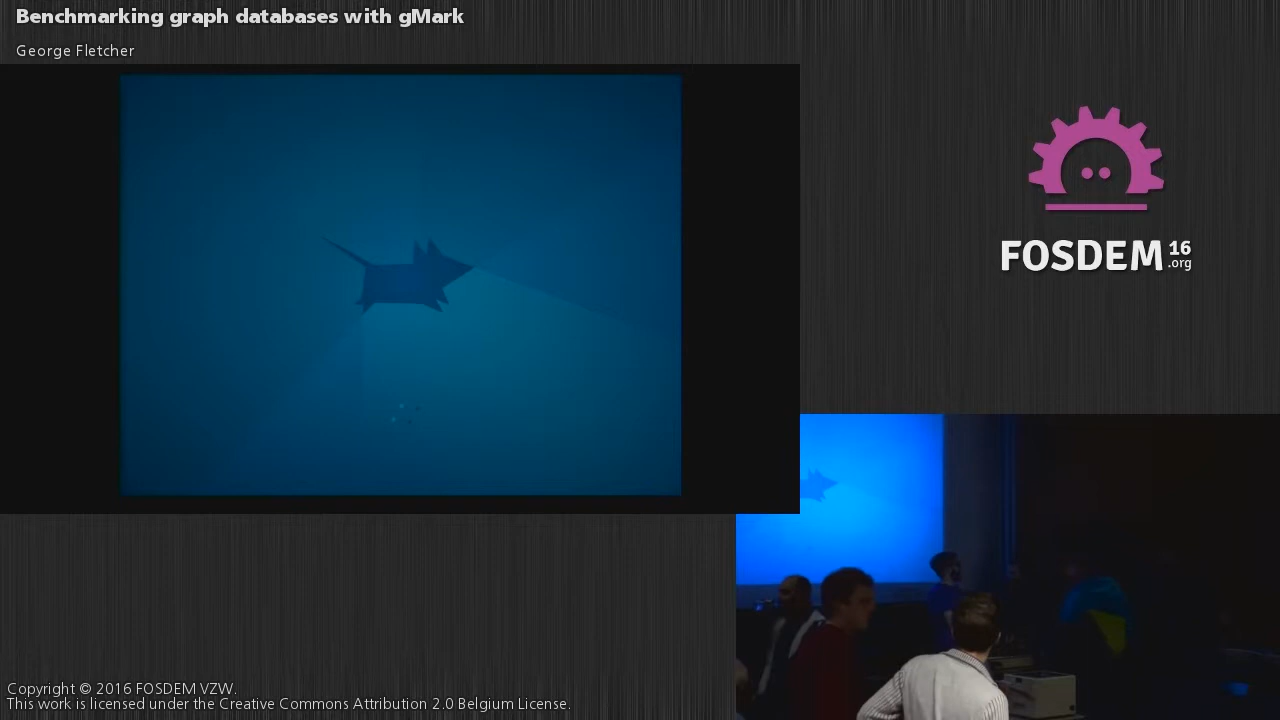 Benchmarking graph databases with gMark
George Fletcher
FOSDEM 16 .org
Copyright © 2016 FOSDEM VZW.
This work is licensed under the Creative Commons Attribution 2.0 Belgium License.